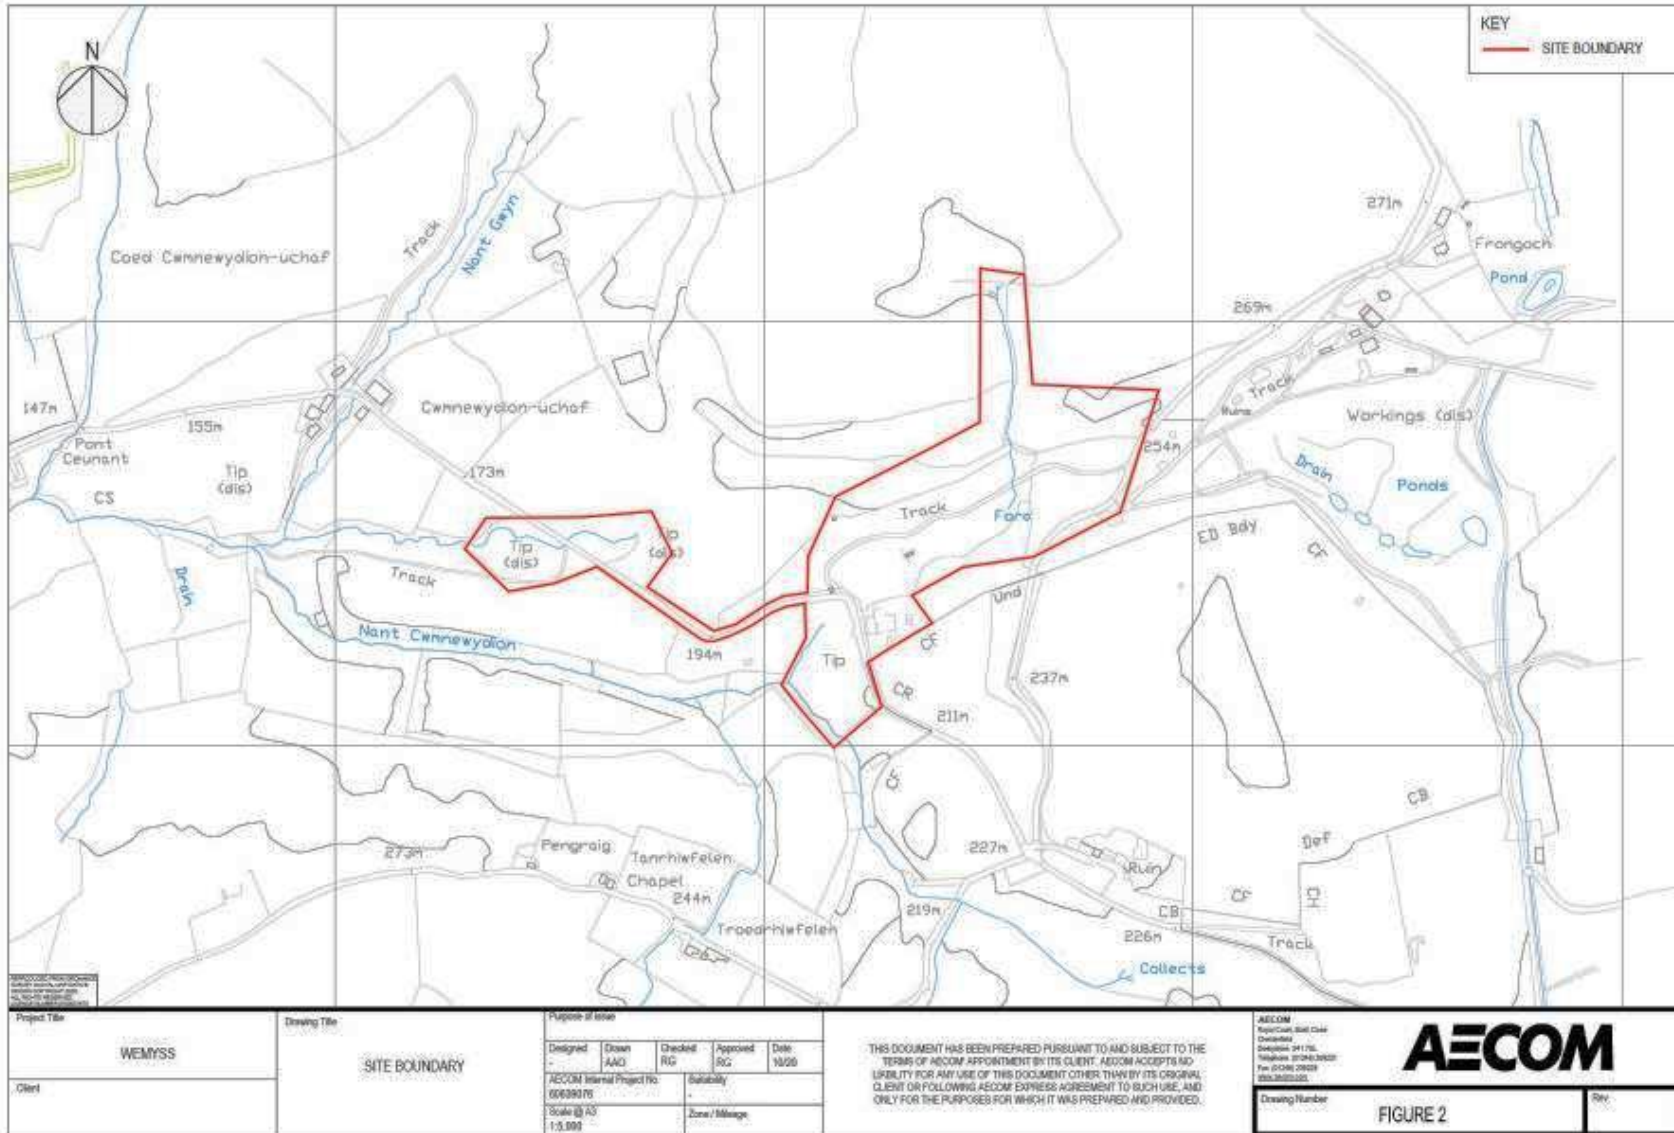 KEY
SITE BOUNDARY
N
271m
Frongoch
Pond
Track
Nant Gwyn
Coed Cwmnewydion-uchaf
269m
Track
Ruins
Workings (dis)
147m
155m
Cwmnewydion-uchaf
Pont
Ceunant
254m
173m
Tip
(dis)
CS
Drain
Ponds
Track
Tip
(dis)
(dis)
ED Bdy
CF
Track
Drain
Und
Nant Cwmnewydion
CF
194m
Tip
237m
CR
211m
CF
CB
Def
Pengraig
273m
Tanrhiwfelen
227m
Chapel
Ruin
244m
CF
CH
219m
CB
Troedrhiwfelen
226m
Track
Collects
Project Title
WEMYSS
Client
Drawing Title
SITE BOUNDARY
Purpose of issue
Designed
-
Drawn
AAO
Checked
RG
Approved
RG
Date
10/20
AECOM Internal Project No.
60639076
Suitability
-
Scale @ A3
1:5,000
Zone / Mileage
THIS DOCUMENT HAS BEEN PREPARED PURSUANT TO AND SUBJECT TO THE
TERMS OF AECOM APPOINTMENT BY ITS CLIENT. AECOM ACCEPTS NO
LIABILITY FOR ANY USE OF THIS DOCUMENT OTHER THAN BY ITS ORIGINAL
CLIENT OR FOLLOWING AECOM EXPRESS AGREEMENT TO SUCH USE, AND
ONLY FOR THE PURPOSES FOR WHICH IT WAS PREPARED AND PROVIDED.
AECOM
Chesterfield
AECOM
Drawing Number
FIGURE 2
Rev